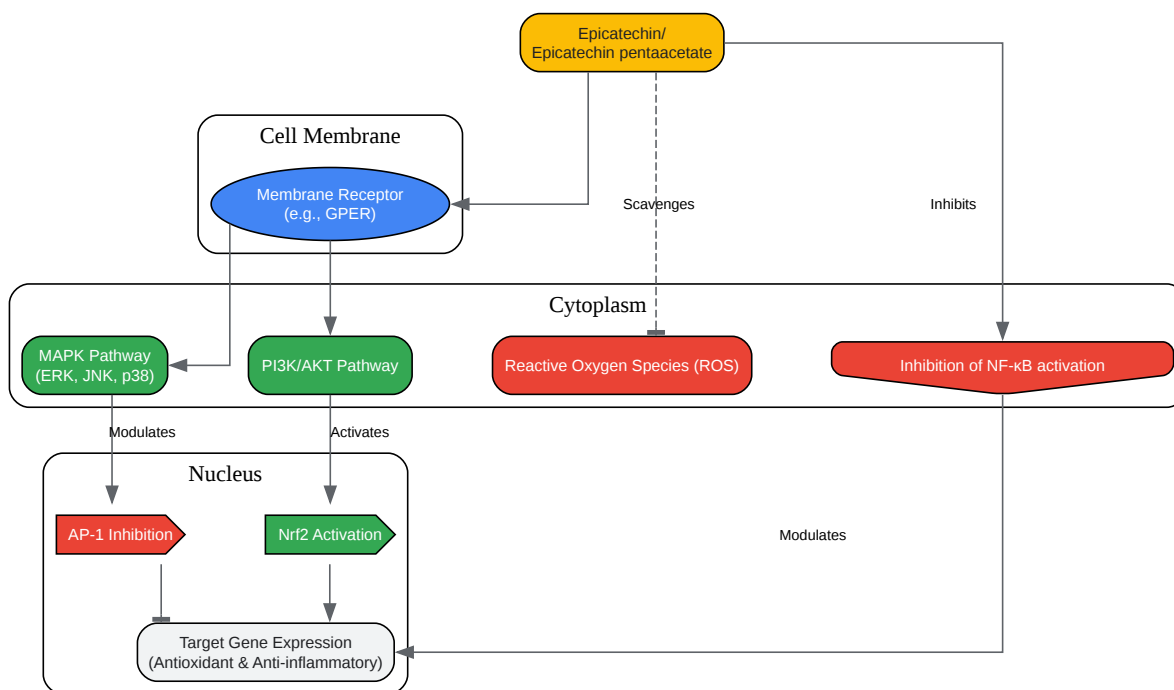 Epicatechin/
Epicatechin pentaacetate
Cell Membrane
Membrane Receptor
(e.g., GPER)
Scavenges
Inhibits
Cytoplasm
MAPK Pathway
(ERK, JNK, p38)
PI3K/AKT Pathway
Reactive Oxygen Species (ROS)
Inhibition of NF-κB activation
Modulates
Activates
Nucleus
AP-1 Inhibition
Nrf2 Activation
Modulates
Target Gene Expression
(Antioxidant & Anti-inflammatory)